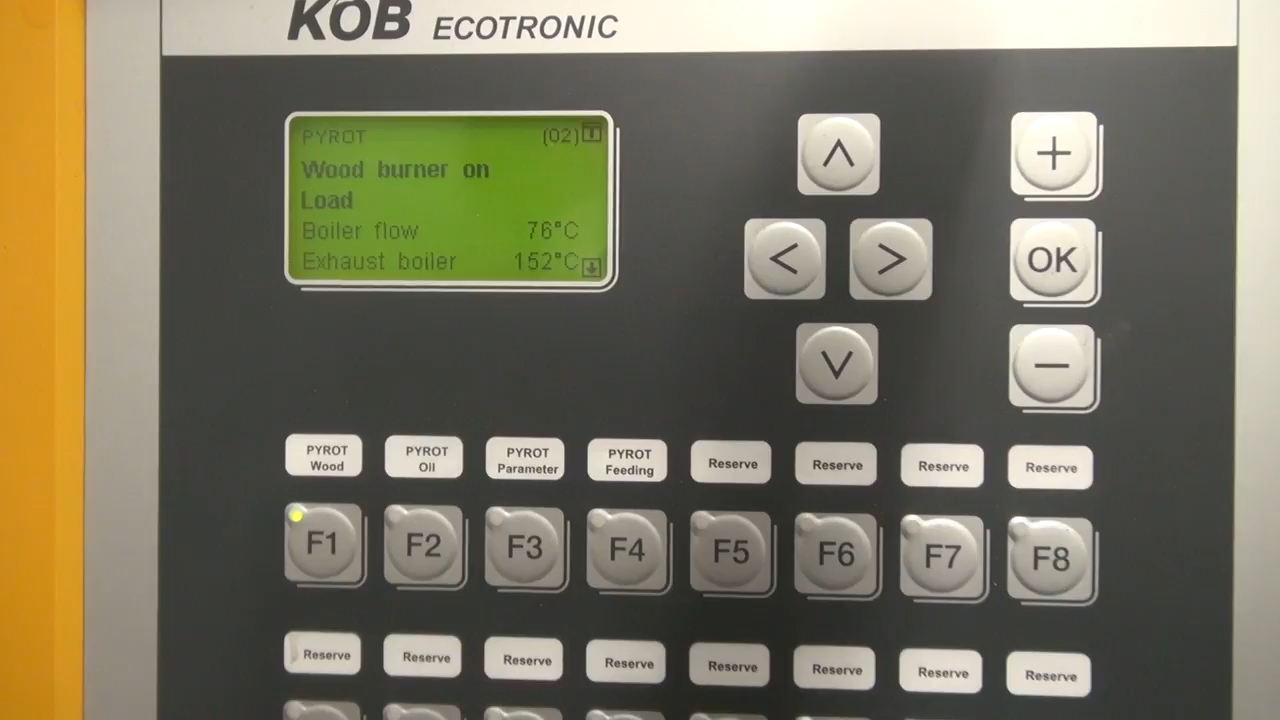 KÖB ECOTRONIC
PYROT (02)
Wood burner on
Load
Boiler flow 76°C
Exhaust boiler 152°C
< > OK
+
−
PYROT Wood
PYROT Oil
PYROT Parameter
PYROT Feeding
Reserve
Reserve
Reserve
Reserve
F1 F2 F3 F4 F5 F6 F7 F8
Reserve Reserve Reserve Reserve Reserve Reserve Reserve Reserve